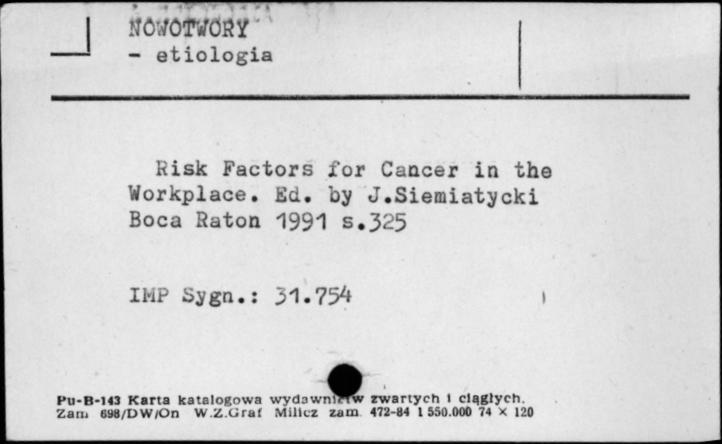 NOWOTWORY
- etiologia
Risk Factors for Cancer in the
Workplace. Ed. by J.Siemiatycki
Boca Raton 1991 s.325
IMP Sygn.: 31.754
Pu-B-143 Karta katalogowa wydawnictw zwartych i ciągłych.
Zam 698/DW/On W.Z.Graf Milicz zam. 472-84 1 550.000 74 × 120